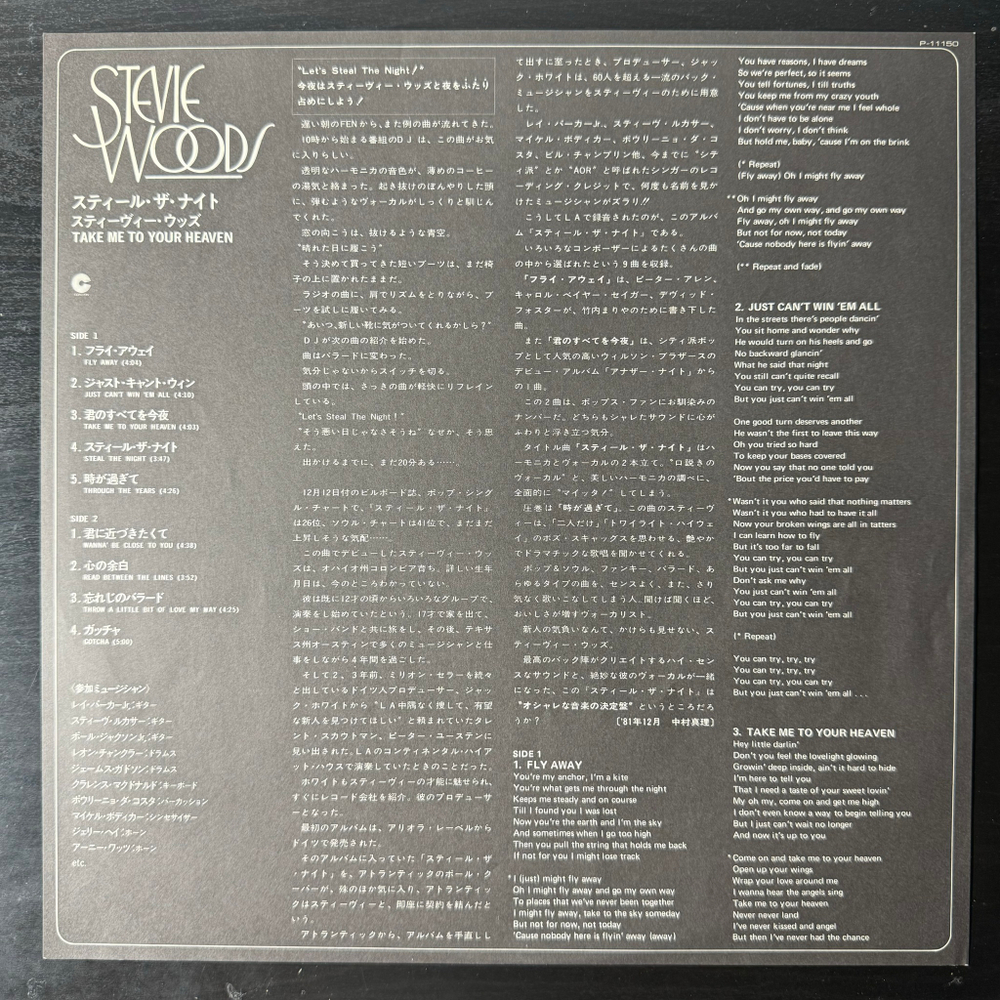 P-11150
STEVIE WOODS
スティール・ザ・ナイト
スティーヴィー・ウッズ
TAKE ME TO YOUR HEAVEN
SIDE 1
1. フライ・アウェイ
FLY AWAY (4:04)
2. ジャスト・キャント・ウィン
JUST CAN'T WIN 'EM ALL (4:10)
3. 君のすべてを今夜
TAKE ME TO YOUR HEAVEN (4:03)
4. スティール・ザ・ナイト
STEAL THE NIGHT (3:47)
5. 時が過ぎて
THROUGH THE YEARS (4:26)
SIDE 2
1. 君に近づきたくて
WANNA' BE CLOSE TO YOU (4:38)
2. 心の余白
READ BETWEEN THE LINES (3:52)
3. 忘れじのバラード
THROW A LITTLE BIT OF LOVE MY WAY (4:25)
4. ガッチャ
GOTCHA (5:00)
〈参加ミュージシャン〉
レイ・パーカーJr.:ギター
スティーヴ・ルカサー:ギター
ポール・ジャクソンJr.:ギター
レオン・チャンクラー:ドラムス
ジェームス・ガドソン:ドラムス
クラレンス・マクドナルド:キーボード
ポウリーニョ・ダ・コスタ:パーカッション
マイケル・ボディカー:シンセサイザー
ジェリー・ヘイ:ホーン
アーニー・ワッツ:ホーン
etc.
"Let's Steal The Night!"
今夜はスティーヴィー・ウッズと夜をふたり
占めにしよう!
遅い朝のFENから、また例の曲が流れてきた。
10時から始まる番組のDJは、この曲がお気
に入りらしい。
透明なハーモニカの音色が、薄めのコーヒー
の湯気と絡まった。起き抜けのぼんやりした頭
に、弾むようなヴォーカルがしっくりと馴じん
でくれた。
窓の向こうは、抜けるような青空。
"晴れた日に履こう"
そう決めて買ってきた短いブーツは、まだ椅
子の上に置かれたままだ。
ラジオの曲に、肩でリズムをとりながら、ブ
ーツを試しに履いてみる。
"あいつ、新しい靴に気がついてくれるかしら?"
DJが次の曲の紹介を始めた。
曲はバラードに変わった。
気分じゃないからスイッチを切る。
頭の中では、さっきの曲が軽快にリフレイン
している。
"Let's Steal The Night!"
"そう悪い日じゃなさそうね"なぜか、そう思
えた。
出かけるまでに、まだ20分ある……。
12月12日付のビルボード誌、ポップ・シング
ル・チャートで、「スティール・ザ・ナイト」
は26位、ソウル・チャートは41位で、まだまだ
上昇しそうな気配……。
この曲でデビューしたスティーヴィー・ウッ
ズは、オハイオ州コロンビア育ち。詳しい生年
月日は、今のところわかっていない。
彼は既に12才の頃からいろいろなグループで、
演奏をし始めていたという。17才で家を出て、
ショー・バンドと共に旅をし、その後、テキサ
ス州オースティンで多くのミュージシャンと仕
事をしながら4年間を過ごした。
そして2、3年前、ミリオン・セラーを続々
と出しているドイツ人プロデューサー、ジャッ
ク・ホワイトから"LA中隅なく捜して、有望
な新人を見つけてほしい"と頼まれていたタレ
ント・スカウトマン、ピーター・ユーステンに
見い出された。LAのコンティネンタル・ハイア
ット・ハウスで演奏していたときのことだった。
ホワイトもスティーヴィーの才能に魅せられ、
すぐにレコード会社を紹介。彼のプロデューサ
ーとなった。
最初のアルバムは、アリオラ・レーベルから
ドイツで発売された。
そのアルバムに入っていた「スティール・ザ
・ナイト」を、アトランティックのポール・ク
ーパーが、殊のほか気に入り、アトランティッ
クはスティーヴィーと、即座に契約を結んだと
いう。
アトランティックから、アルバムを手直しし
て出すに至ったとき、プロデューサー、ジャッ
ク・ホワイトは、60人を超える一流のバック・
ミュージシャンをスティーヴィーのために用意
した。
レイ・パーカーJr.、スティーヴ・ルカサー、
マイケル・ボディカー、ポウリーニョ・ダ・コ
スタ、ビル・チャンプリン他、今までに"シテ
ィ派"とか"AOR"と呼ばれたシンガーのレコ
ーディング・クレジットで、何度も名前を見か
けたミュージシャンがズラリ!!
こうしてLAで録音されたのが、このアルバ
ム「スティール・ザ・ナイト」である。
いろいろなコンポーザーによるたくさんの曲
の中から選ばれたという9曲を収録。
「フライ・アウェイ」は、ピーター・アレン、
キャロル・ベイヤー・セイガー、デヴィッド・
フォスターが、竹内まりやのために書き下した
曲。
また「君のすべてを今夜」は、シティ派ポッ
プとして人気の高いウィルソン・ブラザースの
デビュー・アルバム「アナザー・ナイト」から
の1曲。
この2曲は、ポップス・ファンにお馴染みの
ナンバーだ。どちらもシャレたサウンドに心が
ふわりと浮き立つ気分。
タイトル曲「スティール・ザ・ナイト」はハ
ーモニカとヴォーカルの2本立て。"口説きの
ヴォーカル"と、美しいハーモニカの調べに、
全面的に"マイッタ!"してしまう。
圧巻は「時が過ぎて」。この曲のスティーヴ
ィーは、「二人だけ」「トワイライト・ハイウェ
イ」のボズ・スキャッグスを思わせる、艶やか
でドラマチックな歌唱を聞かせてくれる。
ポップ&ソウル、ファンキー、バラード、あ
らゆるタイプの曲を、センスよく、また、さり
気なく歌いこなしてしまう人。聞けば聞くほど、
おいしさが増すヴォーカリスト。
新人の気負いなんて、かけらも見せない、ス
ティーヴィー・ウッズ。
最高のバック陣がクリエイトするハイ・セン
スなサウンドと、絶妙な彼のヴォーカルが一緒
になった、この「スティール・ザ・ナイト」は
"オシャレな音楽の決定盤"というところだろ
うか?
〔'81年12月 中村真理〕
SIDE 1
1. FLY AWAY
You're my anchor, I'm a kite
You're what gets me through the night
Keeps me steady and on course
Till I found you I was lost
Now you're the earth and I'm the sky
And sometimes when I go too high
Then you pull the string that holds me back
If not for you I might lose track
*I (just) might fly away
Oh I might fly away and go my own way
To places that we've never been together
I might fly away, take to the sky someday
But not for now, not today
'Cause nobody here is flyin' away (away)
You have reasons, I have dreams
So we're perfect, so it seems
You tell fortunes, I till truths
You keep me from my crazy youth
'Cause when you're near me I feel whole
I don't have to be alone
I don't worry, I don't think
But hold me, baby, 'cause I'm on the brink
(* Repeat)
(Fly away) Oh I might fly away
**Oh I might fly away
And go my own way, and go my own way
Fly away, oh I might fly away
But not for now, not today
'Cause nobody here is flyin' away
(** Repeat and fade)
2. JUST CAN'T WIN 'EM ALL
In the streets there's people dancin'
You sit home and wonder why
He would turn on his heels and go
No backward glancin'
What he said that night
You still can't quite recall
You can try, you can try
But you just can't win 'em all
One good turn deserves another
He wasn't the first to leave this way
Oh you tried so hard
To keep your bases covered
Now you say that no one told you
'Bout the price you'd have to pay
*Wasn't it you who said that nothing matters
Wasn't it you who had to have it all
Now your broken wings are all in tatters
I can learn how to fly
But it's too far to fall
You can try, you can try
But you just can't win 'em all
Don't ask me why
You just can't win 'em all
You can try, you can try
But you just can't win 'em all
(* Repeat)
You can try, try, try
You can try, try, try
You can try, you can try
But you just can't win 'em all . . .
3. TAKE ME TO YOUR HEAVEN
Hey little darlin'
Don't you feel the lovelight glowing
Growin' deep inside, ain't it hard to hide
I'm here to tell you
That I need a taste of your sweet lovin'
My oh my, come on and get me high
I don't even know a way to begin telling you
But I just can't wait no longer
And now it's up to you
*Come on and take me to your heaven
Open up your wings
Wrap your love around me
I wanna hear the angels sing
Take me to your heaven
Never never land
I've never kissed and angel
But then I've never had the chance